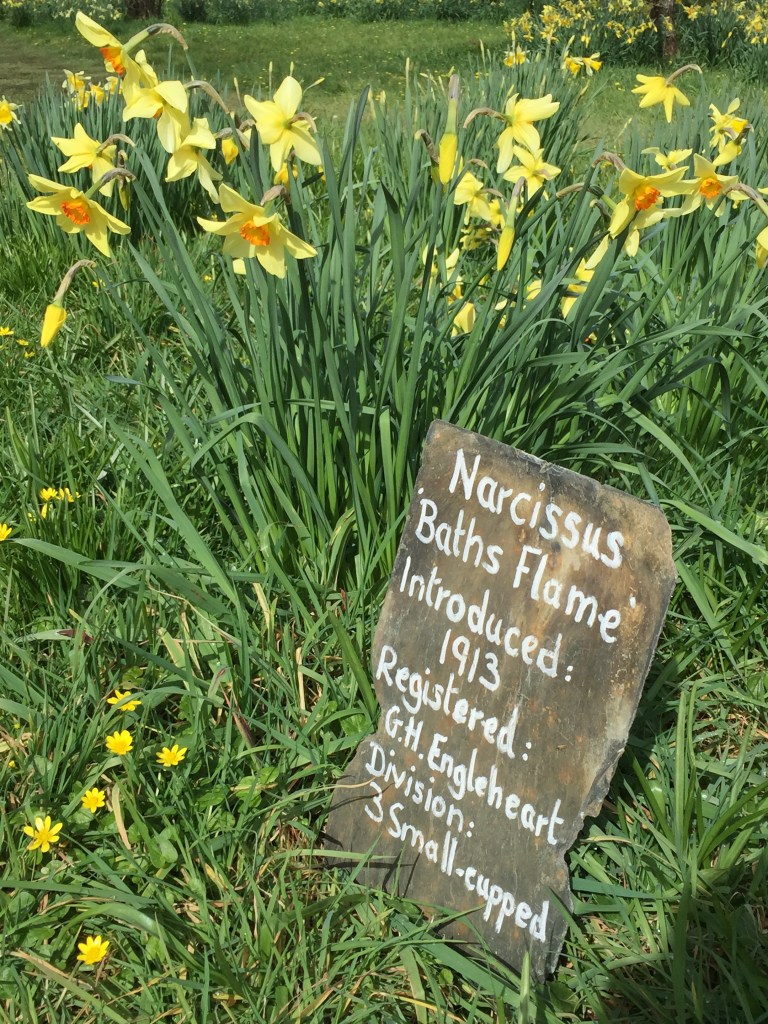 Narcissus
'Baths Flame'
Introduced:
1913
Registered:
G.H. Engleheart
Division:
3 Small-cupped